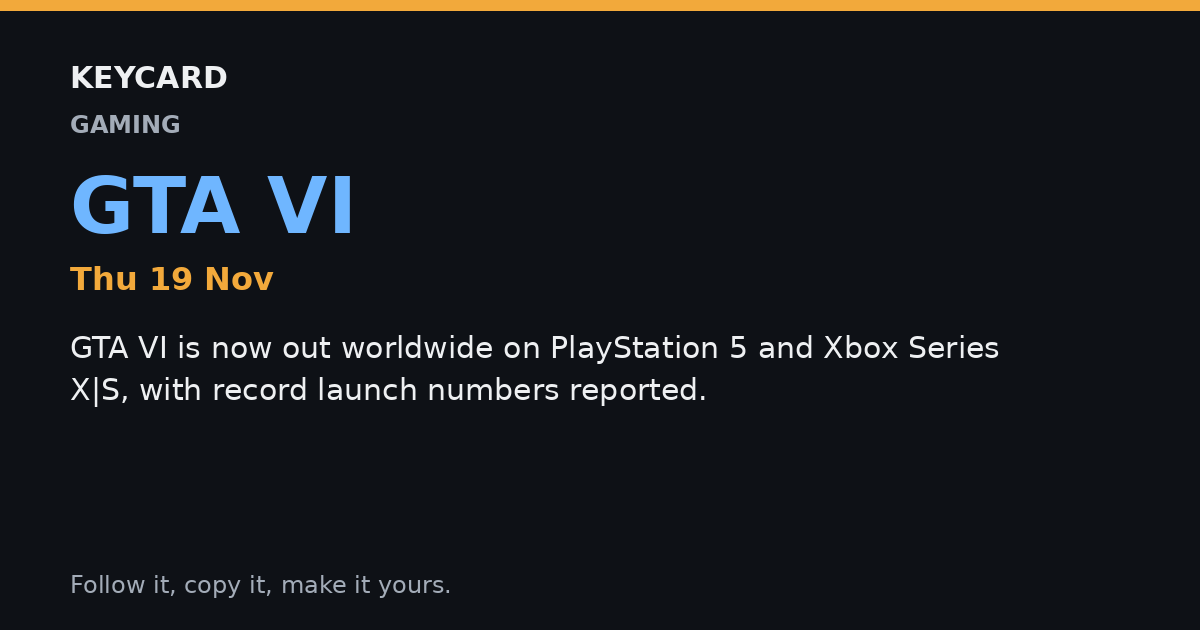 KEYCARD
GAMING
GTA VI
Thu 19 Nov
GTA VI is now out worldwide on PlayStation 5 and Xbox Series
X|S, with record launch numbers reported.
Follow it, copy it, make it yours.